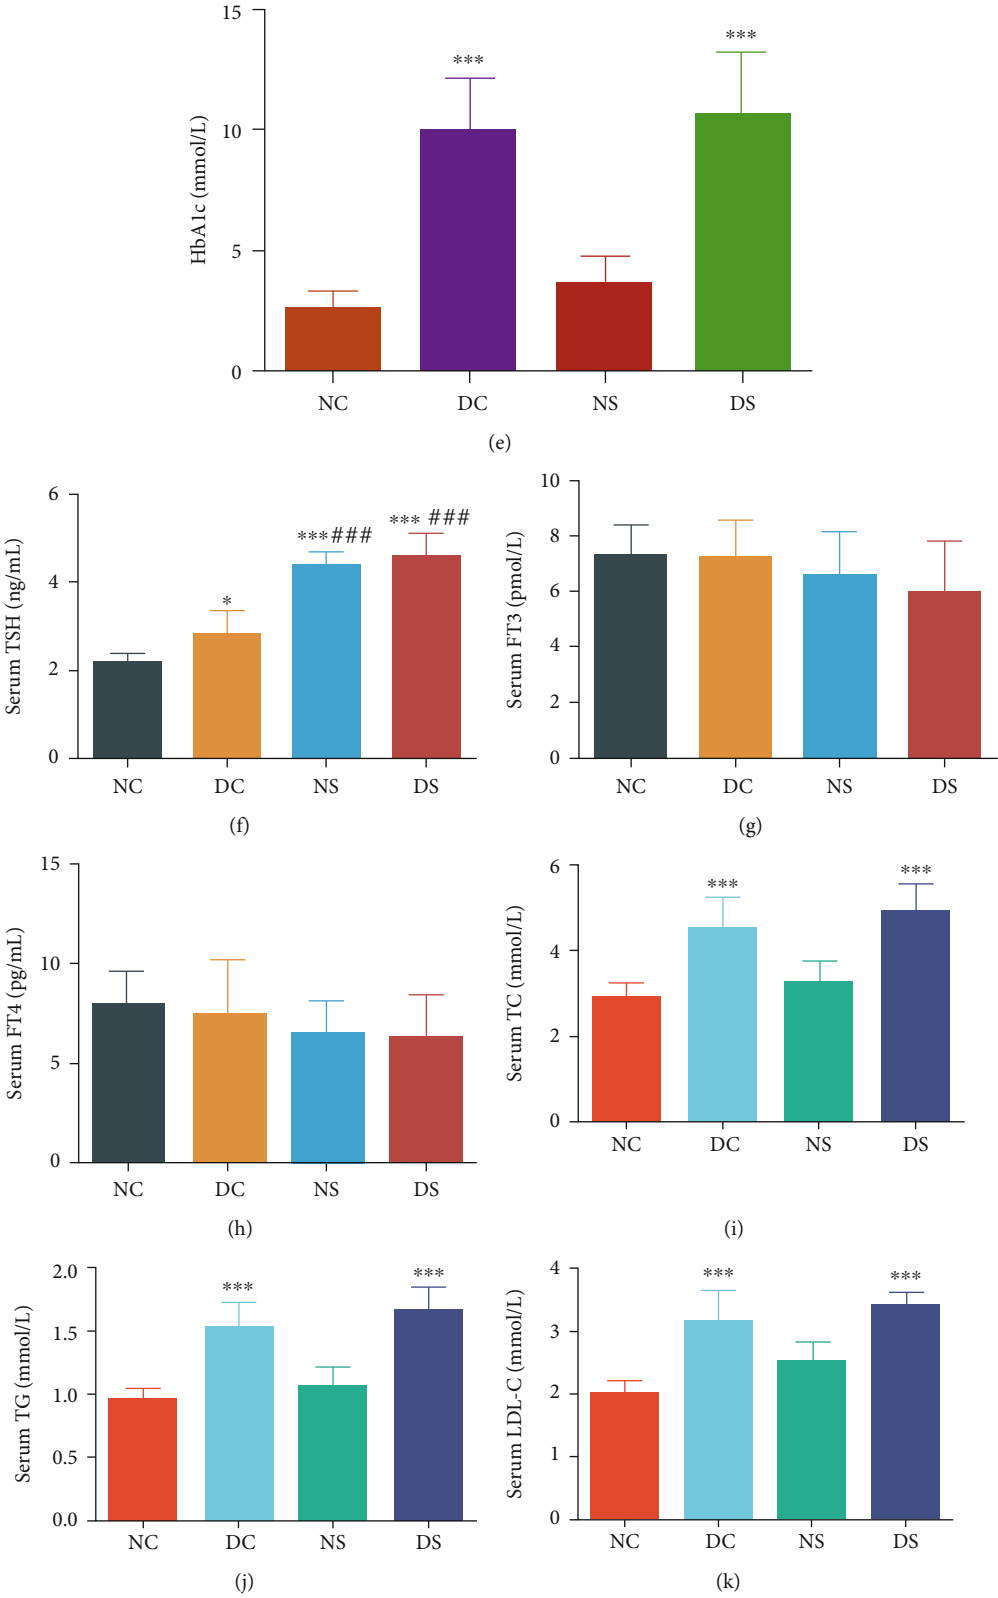 15
10
5
0
HbA1c (mmol/L)
***
***
NC DC NS DS
(e)
6
4
2
0
Serum TSH (ng/mL)
*
***###
*** ###
NC DC NS DS
(f)
10
8
6
4
2
0
Serum FT3 (pmol/L)
NC DC NS DS
(g)
15
10
5
0
Serum FT4 (pg/mL)
NC DC NS DS
(h)
6
4
2
0
Serum TC (mmol/L)
***
***
NC DC NS DS
(i)
2.0
1.5
1.0
0.5
0.0
Serum TG (mmol/L)
***
***
NC DC NS DS
(j)
4
3
2
1
0
Serum LDL-C (mmol/L)
***
***
NC DC NS DS
(k)